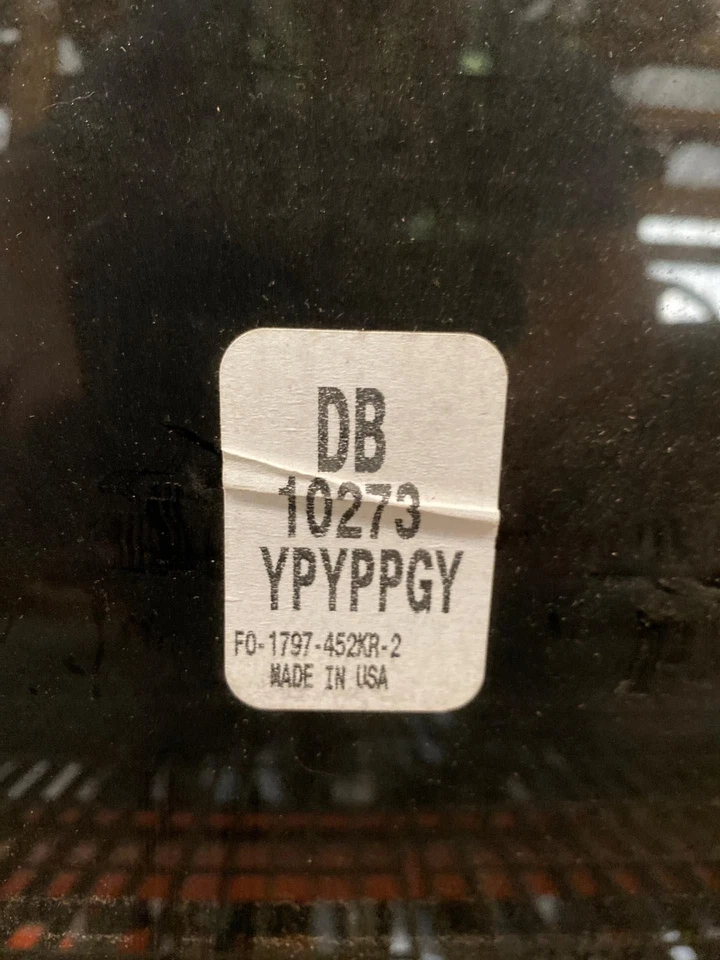 DB
10273
YPYPPGY
FO-1797-452KR-2
MADE IN USA